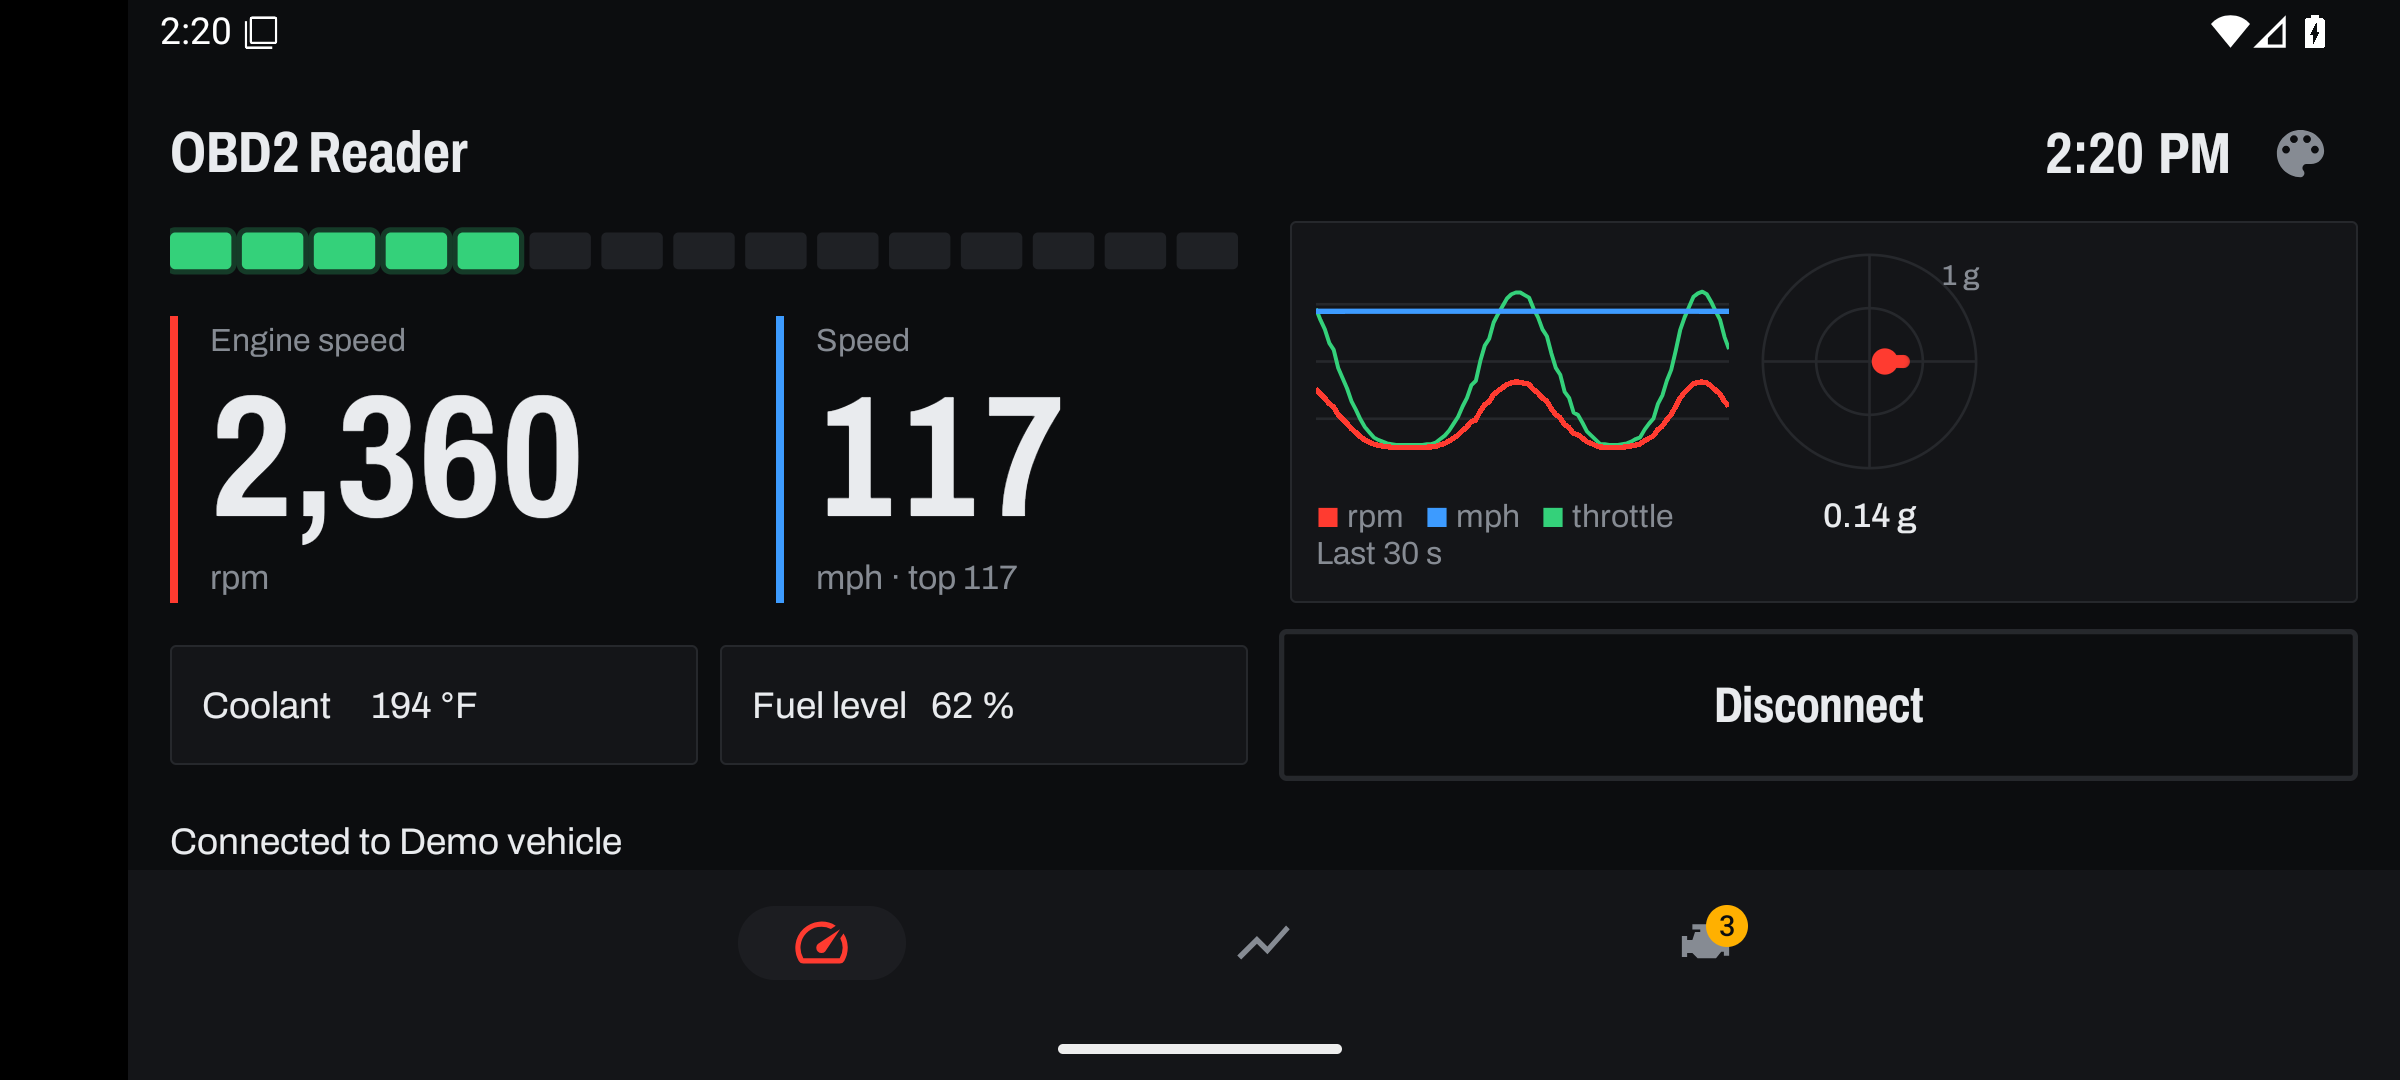 2:20
OBD2 Reader
2:20 PM
Engine speed
2,360
rpm
Speed
117
mph · top 117
1 g
rpm mph throttle
Last 30 s
0.14 g
Coolant 194 °F
Fuel level 62 %
Disconnect
Connected to Demo vehicle
3